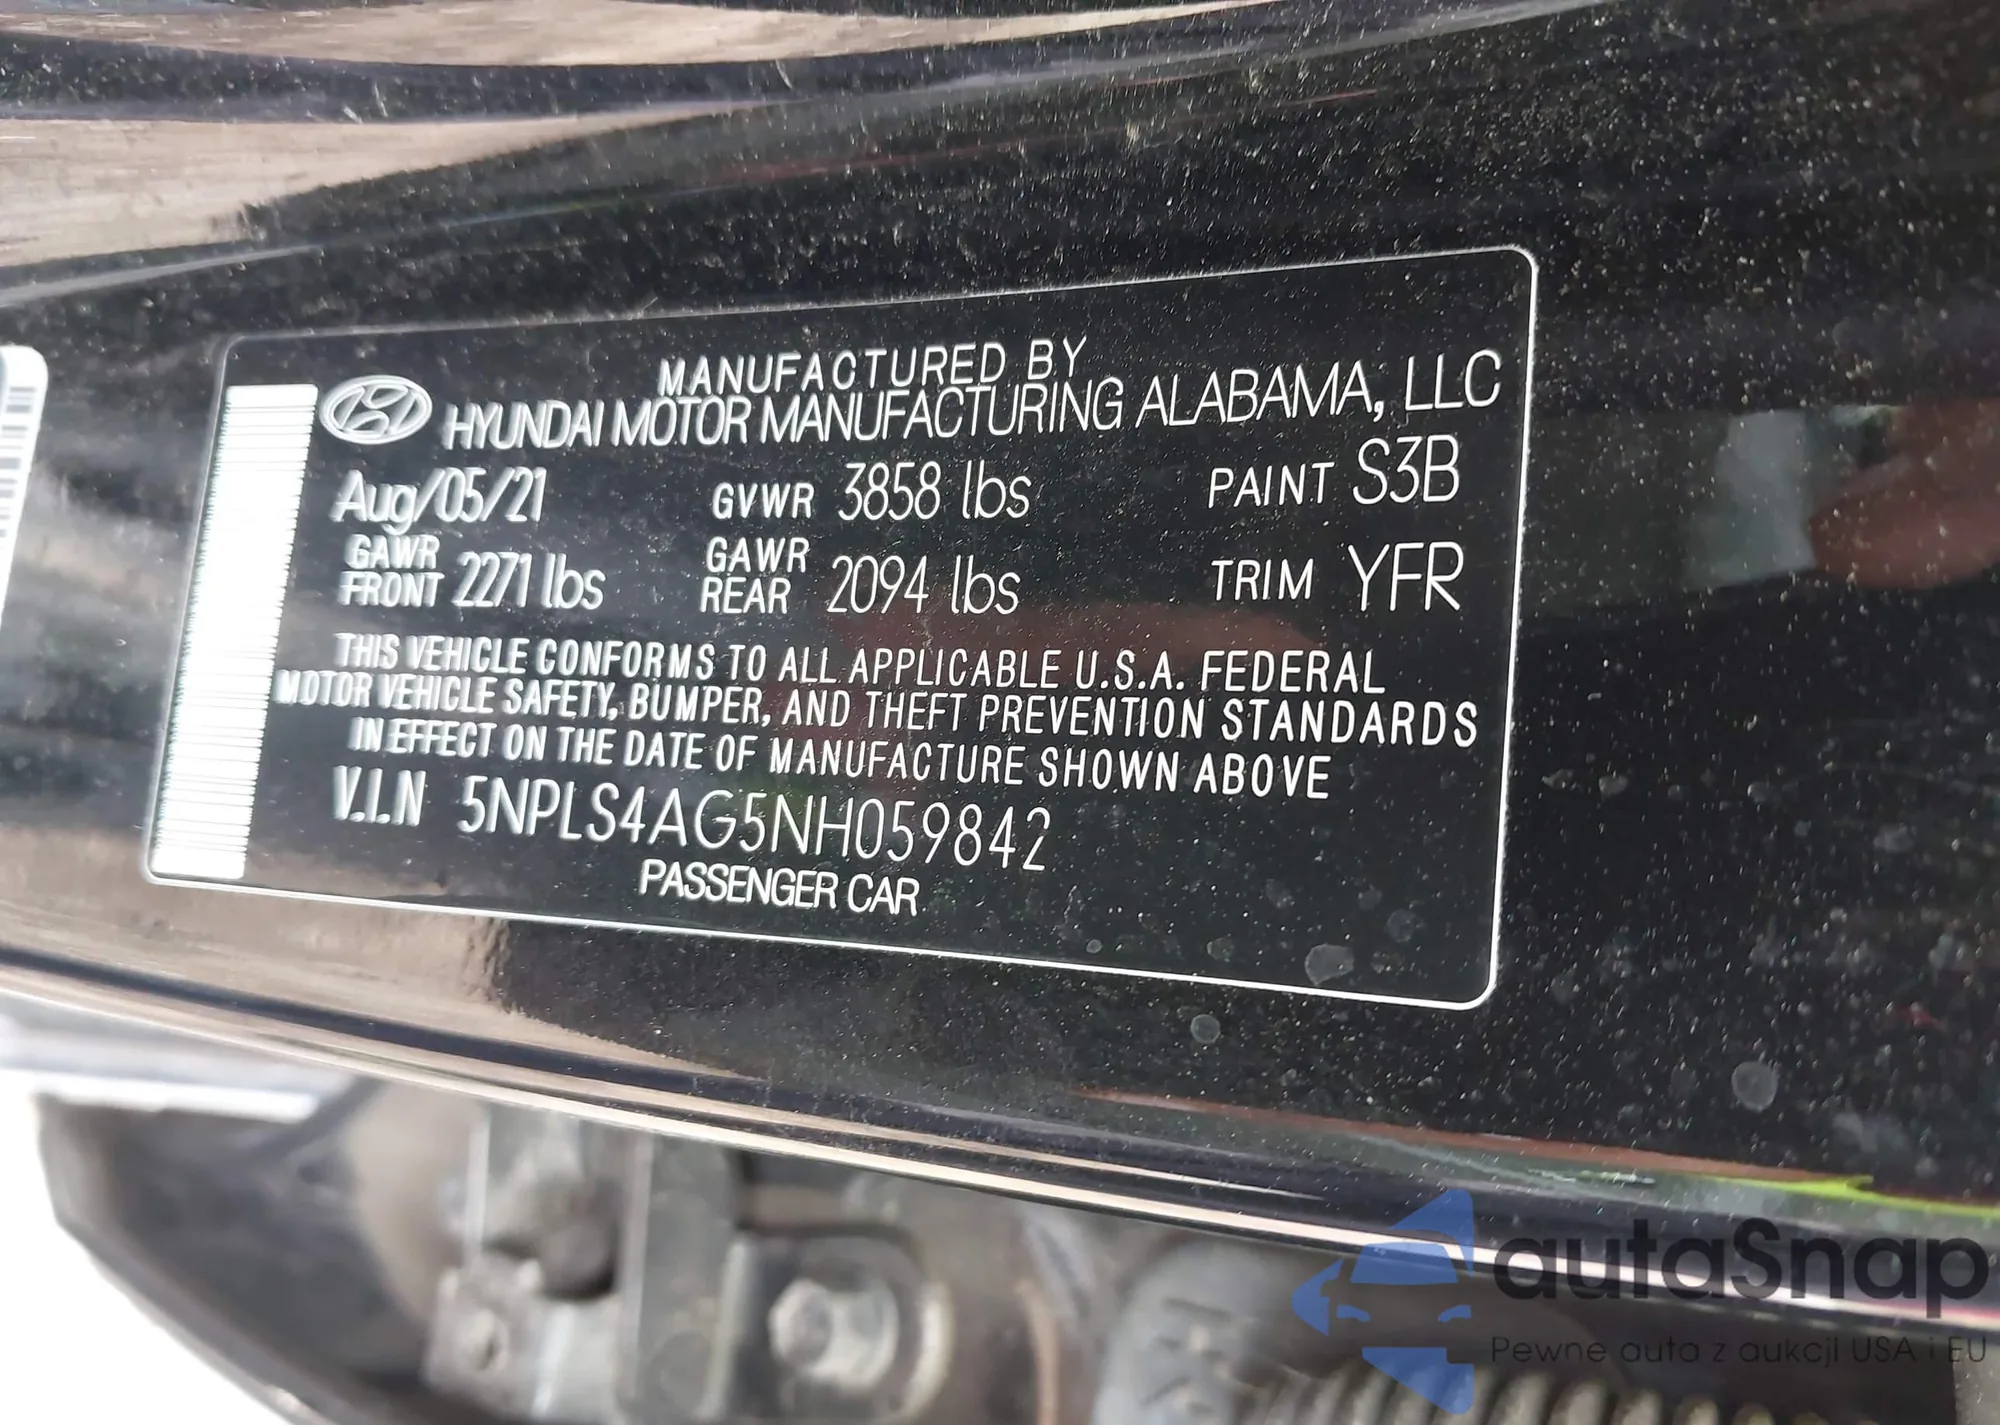 MANUFACTURED BY
HYUNDAI MOTOR MANUFACTURING ALABAMA, LLC
Aug/05/21 GVWR 3858 lbs PAINT S3B
GAWR FRONT 2271 lbs GAWR REAR 2094 lbs TRIM YFR
THIS VEHICLE CONFORMS TO ALL APPLICABLE U.S.A. FEDERAL
MOTOR VEHICLE SAFETY, BUMPER, AND THEFT PREVENTION STANDARDS
IN EFFECT ON THE DATE OF MANUFACTURE SHOWN ABOVE
V.I.N 5NPLS4AG5NH059842
PASSENGER CAR
autaSnap
Pewne auta z aukcji USA i EU